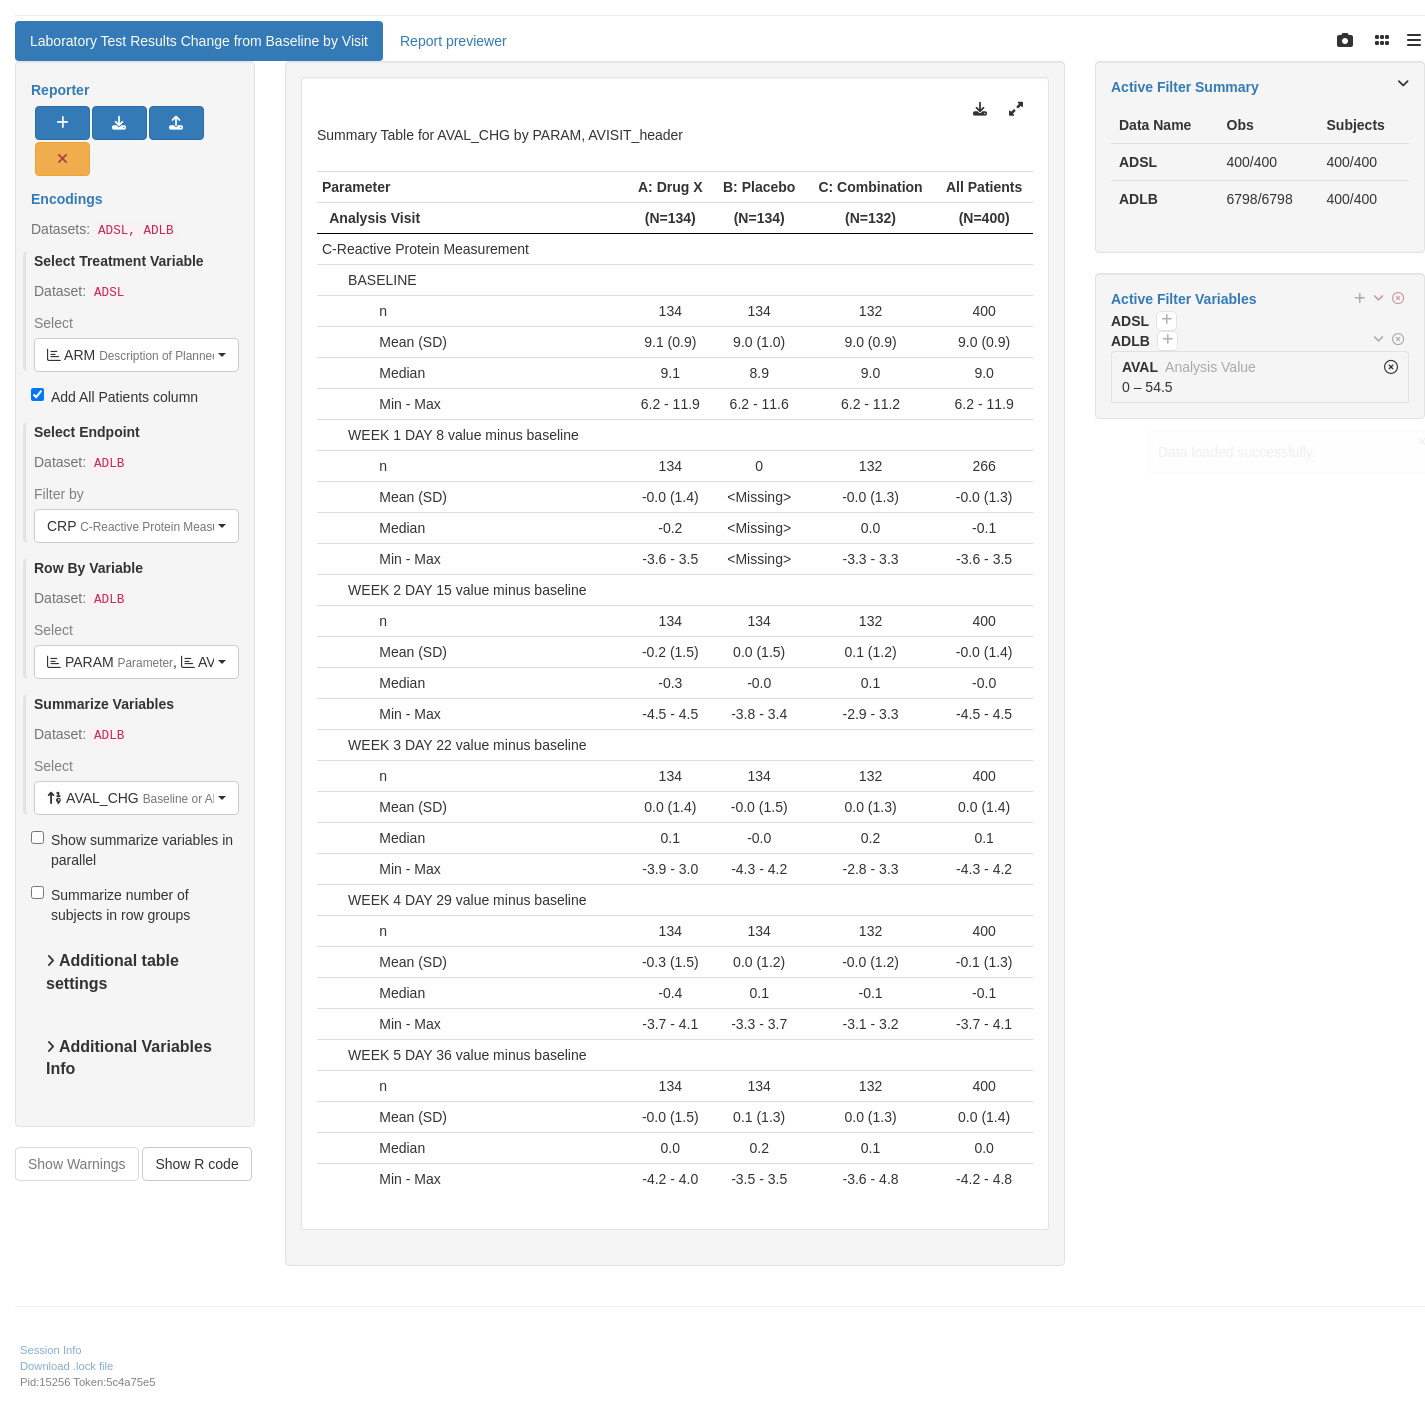 Laboratory Test Results Change from Baseline by Visit
Report previewer
Reporter
Encodings
Datasets: ADSL, ADLB
Select Treatment Variable
Dataset: ADSL
Select
ARM Description of Planned
Add All Patients column
Select Endpoint
Dataset: ADLB
Filter by
CRP C-Reactive Protein Measu
Row By Variable
Dataset: ADLB
Select
PARAM Parameter, AV
Summarize Variables
Dataset: ADLB
Select
AVAL_CHG Baseline or Al
Show summarize variables in
parallel
Summarize number of
subjects in row groups
Additional table
settings
Additional Variables
Info
Show Warnings Show R code
Summary Table for AVAL_CHG by PARAM, AVISIT_header
Parameter A: Drug X B: Placebo C: Combination All Patients
Analysis Visit (N=134) (N=134) (N=132) (N=400)
C-Reactive Protein Measurement
BASELINE
n 134 134 132 400
Mean (SD) 9.1 (0.9) 9.0 (1.0) 9.0 (0.9) 9.0 (0.9)
Median 9.1 8.9 9.0 9.0
Min - Max 6.2 - 11.9 6.2 - 11.6 6.2 - 11.2 6.2 - 11.9
WEEK 1 DAY 8 value minus baseline
n 134 0 132 266
Mean (SD) -0.0 (1.4) <Missing> -0.0 (1.3) -0.0 (1.3)
Median -0.2 <Missing> 0.0 -0.1
Min - Max -3.6 - 3.5 <Missing> -3.3 - 3.3 -3.6 - 3.5
WEEK 2 DAY 15 value minus baseline
n 134 134 132 400
Mean (SD) -0.2 (1.5) 0.0 (1.5) 0.1 (1.2) -0.0 (1.4)
Median -0.3 -0.0 0.1 -0.0
Min - Max -4.5 - 4.5 -3.8 - 3.4 -2.9 - 3.3 -4.5 - 4.5
WEEK 3 DAY 22 value minus baseline
n 134 134 132 400
Mean (SD) 0.0 (1.4) -0.0 (1.5) 0.0 (1.3) 0.0 (1.4)
Median 0.1 -0.0 0.2 0.1
Min - Max -3.9 - 3.0 -4.3 - 4.2 -2.8 - 3.3 -4.3 - 4.2
WEEK 4 DAY 29 value minus baseline
n 134 134 132 400
Mean (SD) -0.3 (1.5) 0.0 (1.2) -0.0 (1.2) -0.1 (1.3)
Median -0.4 0.1 -0.1 -0.1
Min - Max -3.7 - 4.1 -3.3 - 3.7 -3.1 - 3.2 -3.7 - 4.1
WEEK 5 DAY 36 value minus baseline
n 134 134 132 400
Mean (SD) -0.0 (1.5) 0.1 (1.3) 0.0 (1.3) 0.0 (1.4)
Median 0.0 0.2 0.1 0.0
Min - Max -4.2 - 4.0 -3.5 - 3.5 -3.6 - 4.8 -4.2 - 4.8
Active Filter Summary
Data Name Obs Subjects
ADSL 400/400 400/400
ADLB 6798/6798 400/400
Active Filter Variables
ADSL
ADLB
AVAL Analysis Value
0 – 54.5
Data loaded successfully.
Session Info
Download .lock file
Pid:15256 Token:5c4a75e5